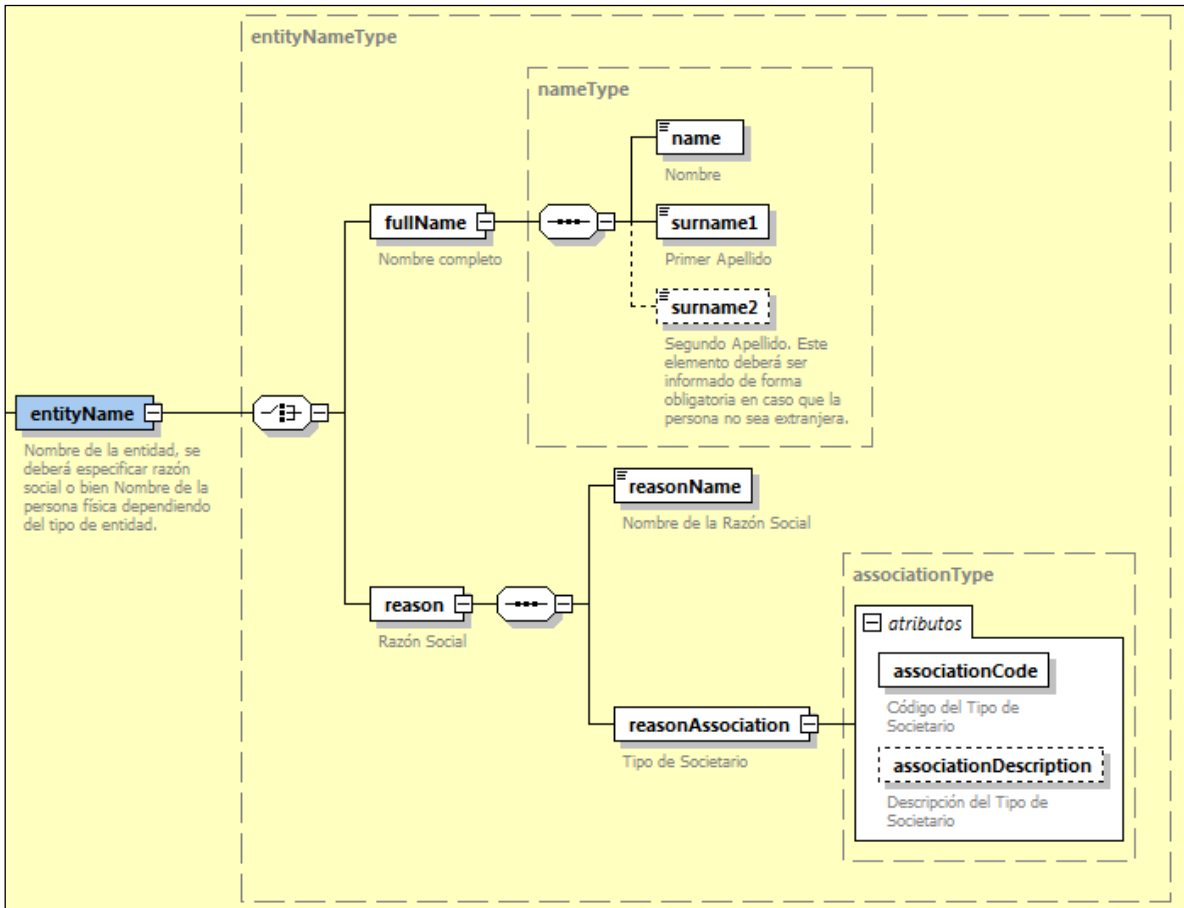 entityNameType
nameType
name
Nombre
fullName
Nombre completo
surname1
Primer Apellido
surname2
Segundo Apellido. Este
elemento deberá ser
informado de forma
obligatoria en caso que la
persona no sea extranjera.
entityName
Nombre de la entidad, se
deberá especificar razón
social o bien Nombre de la
persona física dependiendo
del tipo de entidad.
reasonName
Nombre de la Razón Social
reason
Razón Social
associationType
atributos
associationCode
Código del Tipo de
Societario
reasonAssociation
Tipo de Societario
associationDescription
Descripción del Tipo de
Societario